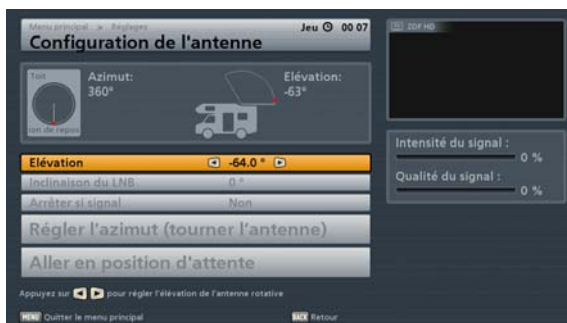 Menu principal > Réglages
Jeu 00 07
Configuration de l'antenne
ZDF HD
Toit
Azimut:
360°
Elévation:
-63°
ion de repos
Elévation -64.0 °
Inclinaison du LNB 0 °
Arrêter si signal Non
Régler l'azimut (tourner l'antenne)
Aller en position d'attente
Intensité du signal :
0 %
Qualité du signal :
0 %
Appuyez sur pour régler l'élévation de l'antenne rotative
MENU Quitter le menu principal
BACK Retour